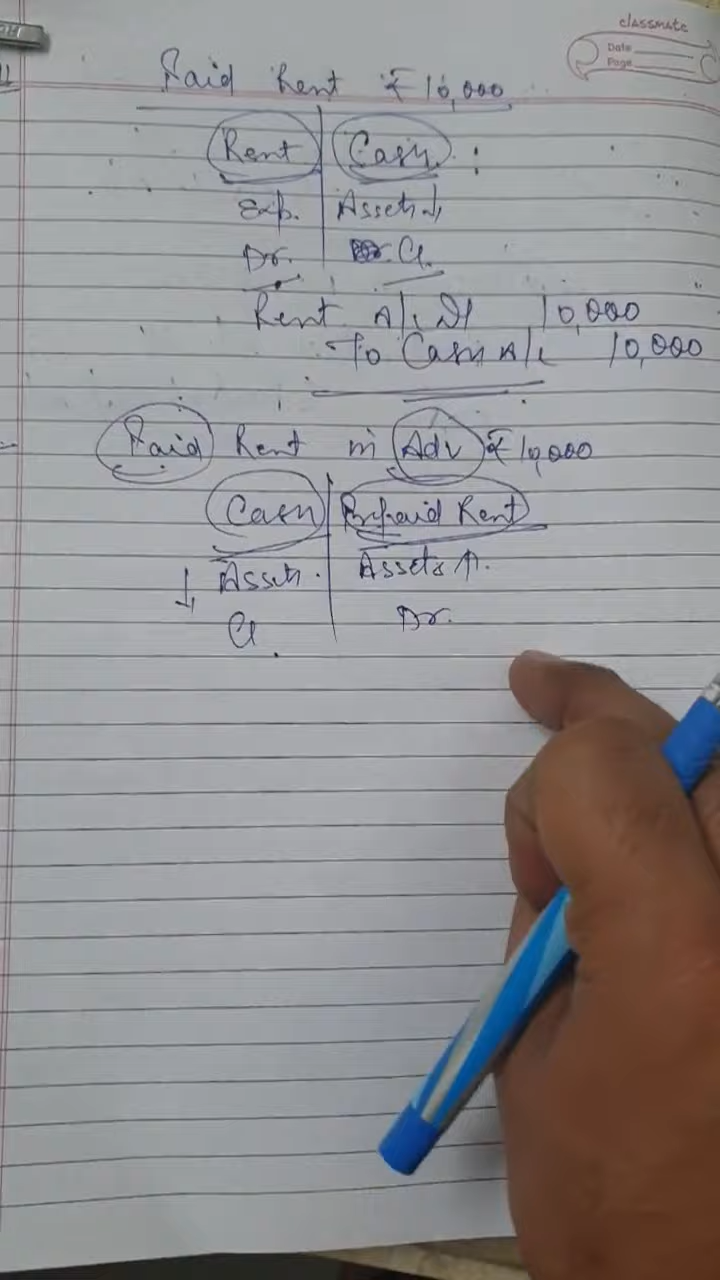 classmate
Date
Page
Paid Rent ₹ 10,000
Rent Cash :
Exp. Assets ↓
Dr. Cr.
Rent A/c Dr 10,000
To Cash A/c 10,000
Paid Rent in Adv ₹ 10,000
Cash Prepaid Rent
↓ Assets. Assets ↑.
Cr. Dr.